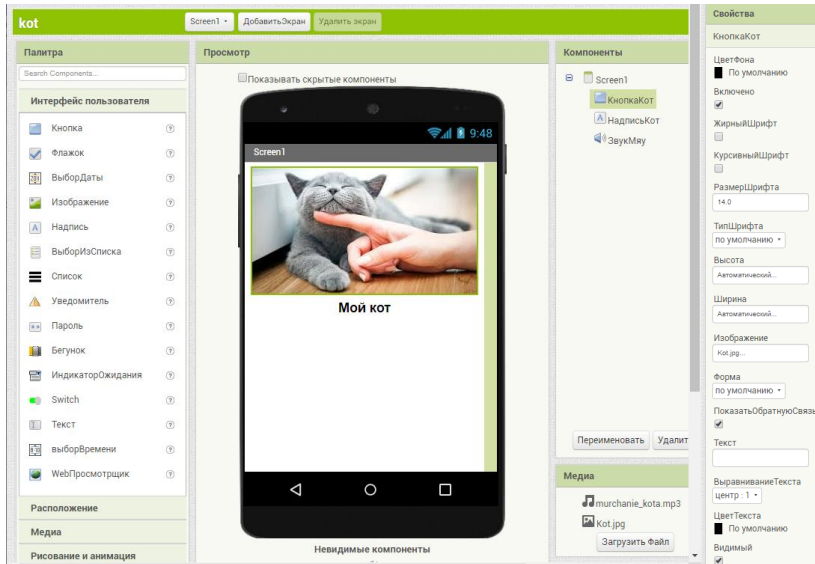 kot
Screen1
ДобавитьЭкран
Удалить экран
Палитра
Search Components...
Интерфейс пользователя
Кнопка
Флажок
ВыборДаты
Изображение
Надпись
ВыборИзСписка
Список
Уведомитель
Пароль
Бегунок
ИндикаторОжидания
Switch
Текст
выборВремени
WebПросмотрщик
Расположение
Медиа
Рисование и анимация
Просмотр
Показывать скрытые компоненты
9:48
Screen1
Мой кот
Невидимые компоненты
Компоненты
Screen1
КнопкаКот
НадписьКот
ЗвукМяу
Переименовать
Удалит
Медиа
murchanie_kota.mp3
Kot.jpg
Загрузить Файл
Свойства
КнопкаКот
ЦветФона
По умолчанию
Включено
ЖирныйШрифт
КурсивныйШрифт
РазмерШрифта
14.0
ТипШрифта
по умолчанию
Высота
Автоматический...
Ширина
Автоматический...
Изображение
Kot.jpg...
Форма
по умолчанию
ПоказатьОбратнуюСвязь
Текст
ВыравниваниеТекста
центр : 1
ЦветТекста
По умолчанию
Видимый